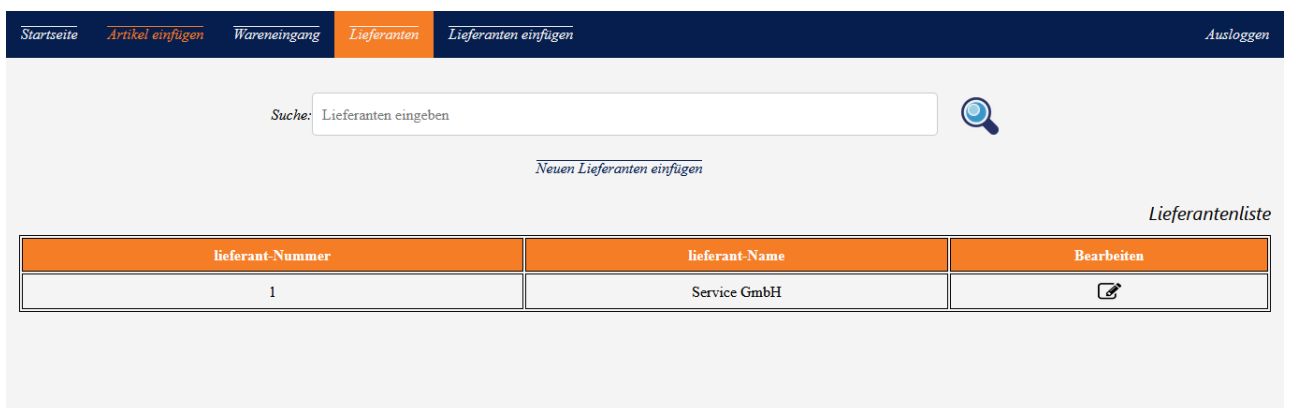 Startseite Artikel einfügen Wareneingang Lieferanten Lieferanten einfügen Ausloggen
Suche: Lieferanten eingeben
Neuen Lieferanten einfügen
Lieferantenliste
lieferant-Nummer lieferant-Name Bearbeiten
1 Service GmbH